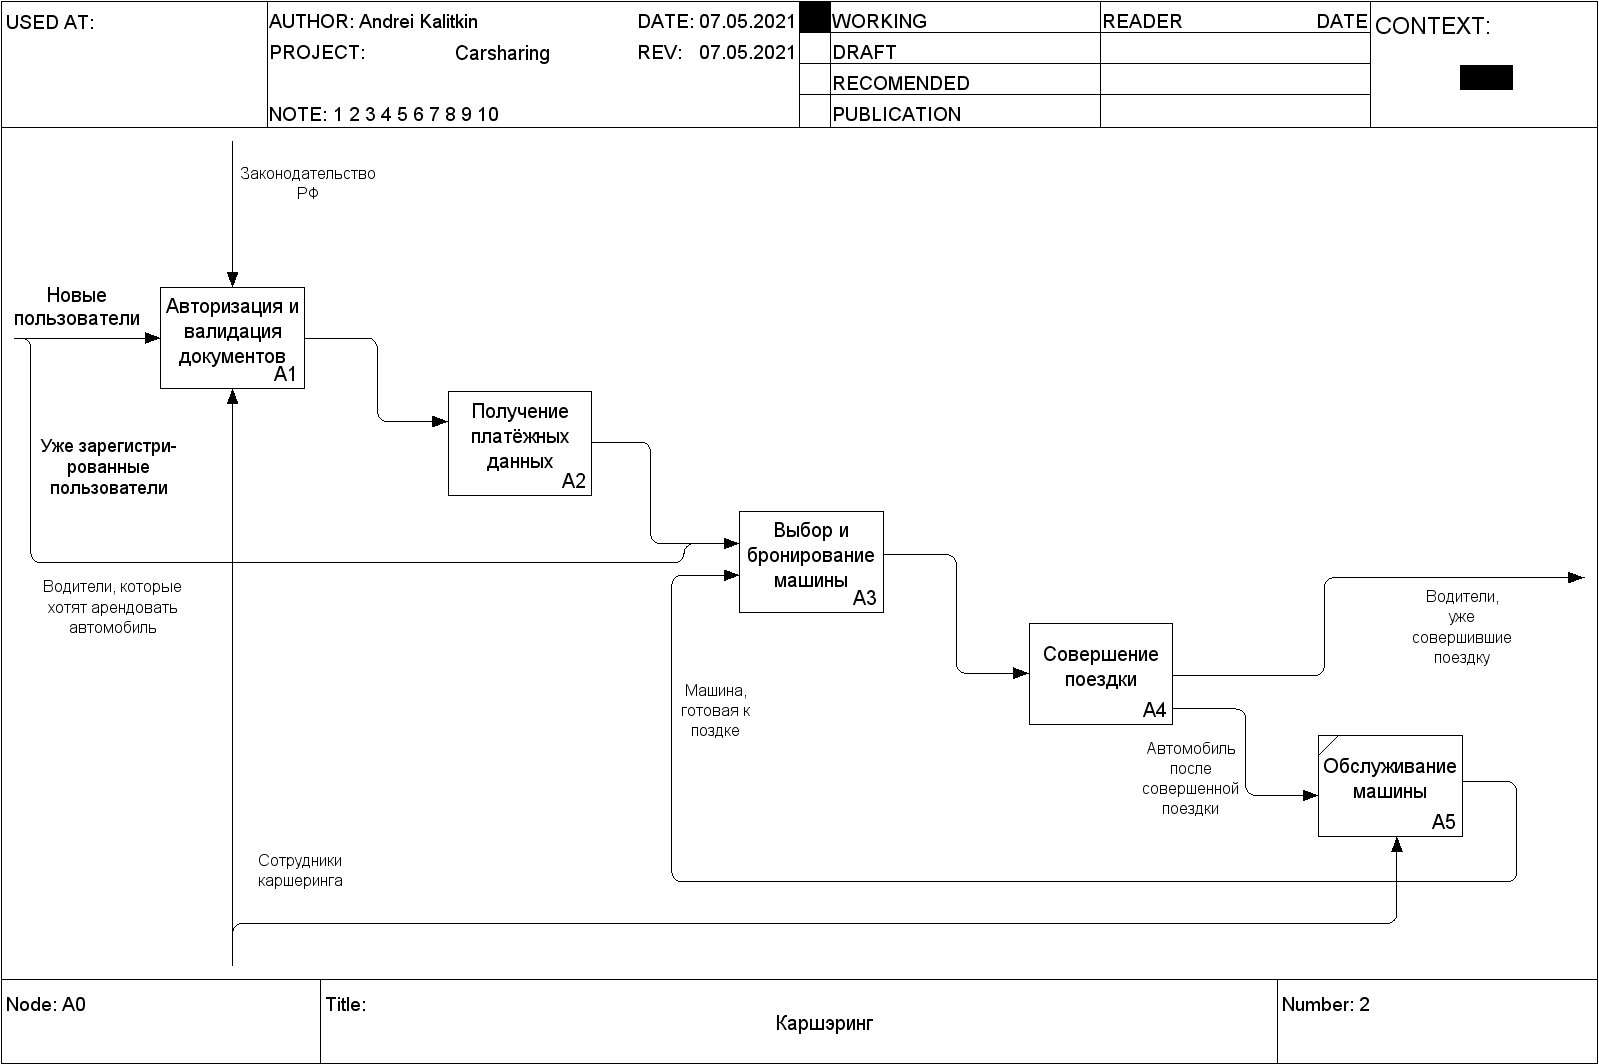 USED AT:
AUTHOR: Andrei Kalitkin
DATE: 07.05.2021
PROJECT: Carsharing
REV: 07.05.2021
NOTE: 1 2 3 4 5 6 7 8 9 10
WORKING
DRAFT
RECOMENDED
PUBLICATION
READER
DATE
CONTEXT:
Законодательство
РФ
Новые
пользователи
Авторизация и
валидация
документов
A1
Уже зарегистри-
рованные
пользователи
Получение
платёжных
данных
A2
Выбор и
бронирование
машины
A3
Водители, которые
хотят арендовать
автомобиль
Водители,
уже
совершившие
поездку
Совершение
поездки
A4
Машина,
готовая к
поздке
Автомобиль
после
совершенной
поездки
Обслуживание
машины
A5
Сотрудники
каршеринга
Node: A0
Title:
Каршэринг
Number: 2